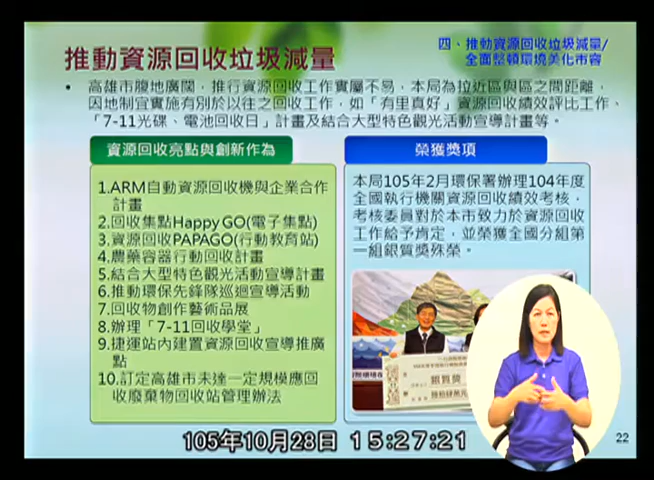 推動資源回收垃圾減量
四、推動資源回收垃圾減量/
全面整頓環境美化市容
• 高雄市腹地廣闊，推行資源回收工作實屬不易，本局為拉近區與區之間距離，
因地制宜實施有別於以往之回收工作，如「有里真好」資源回收績效評比工作、
「7-11光碟、電池回收日」計畫及結合大型特色觀光活動宣導計畫等。
資源回收亮點與創新作為
1.ARM自動資源回收機與企業合作
計畫
2.回收集點Happy GO(電子集點)
3.資源回收PAPAGO(行動教育站)
4.農藥容器行動回收計畫
5.結合大型特色觀光活動宣導計畫
6.推動環保先鋒隊巡迴宣導活動
7.回收物創作藝術品展
8.辦理「7-11回收學堂」
9.捷運站內建置資源回收宣導推廣
點
10.訂定高雄市未達一定規模應回
收廢棄物回收站管理辦法
榮獲獎項
本局105年2月環保署辦理104年度
全國執行機關資源回收績效考核，
考核委員對於本市致力於資源回收
工作給予肯定，並榮獲全國分組第
一組銀質獎殊榮。
銀質獎
105年10月28日 15:27:21
22